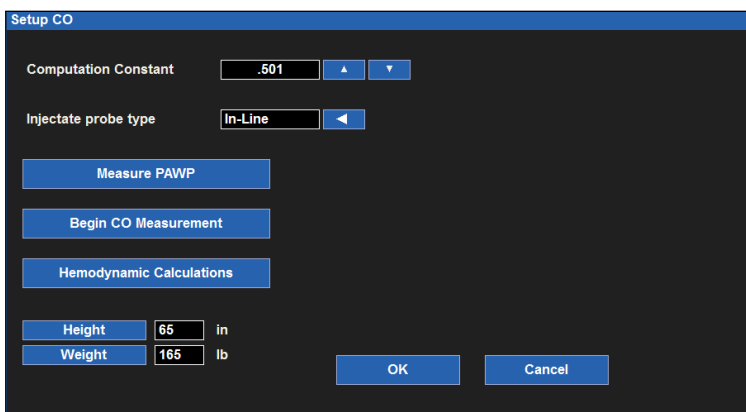 Setup CO
Computation Constant .501 ▲ ▼
Injectate probe type In-Line ◀
Measure PAWP
Begin CO Measurement
Hemodynamic Calculations
Height 65 in
Weight 165 lb
OK Cancel